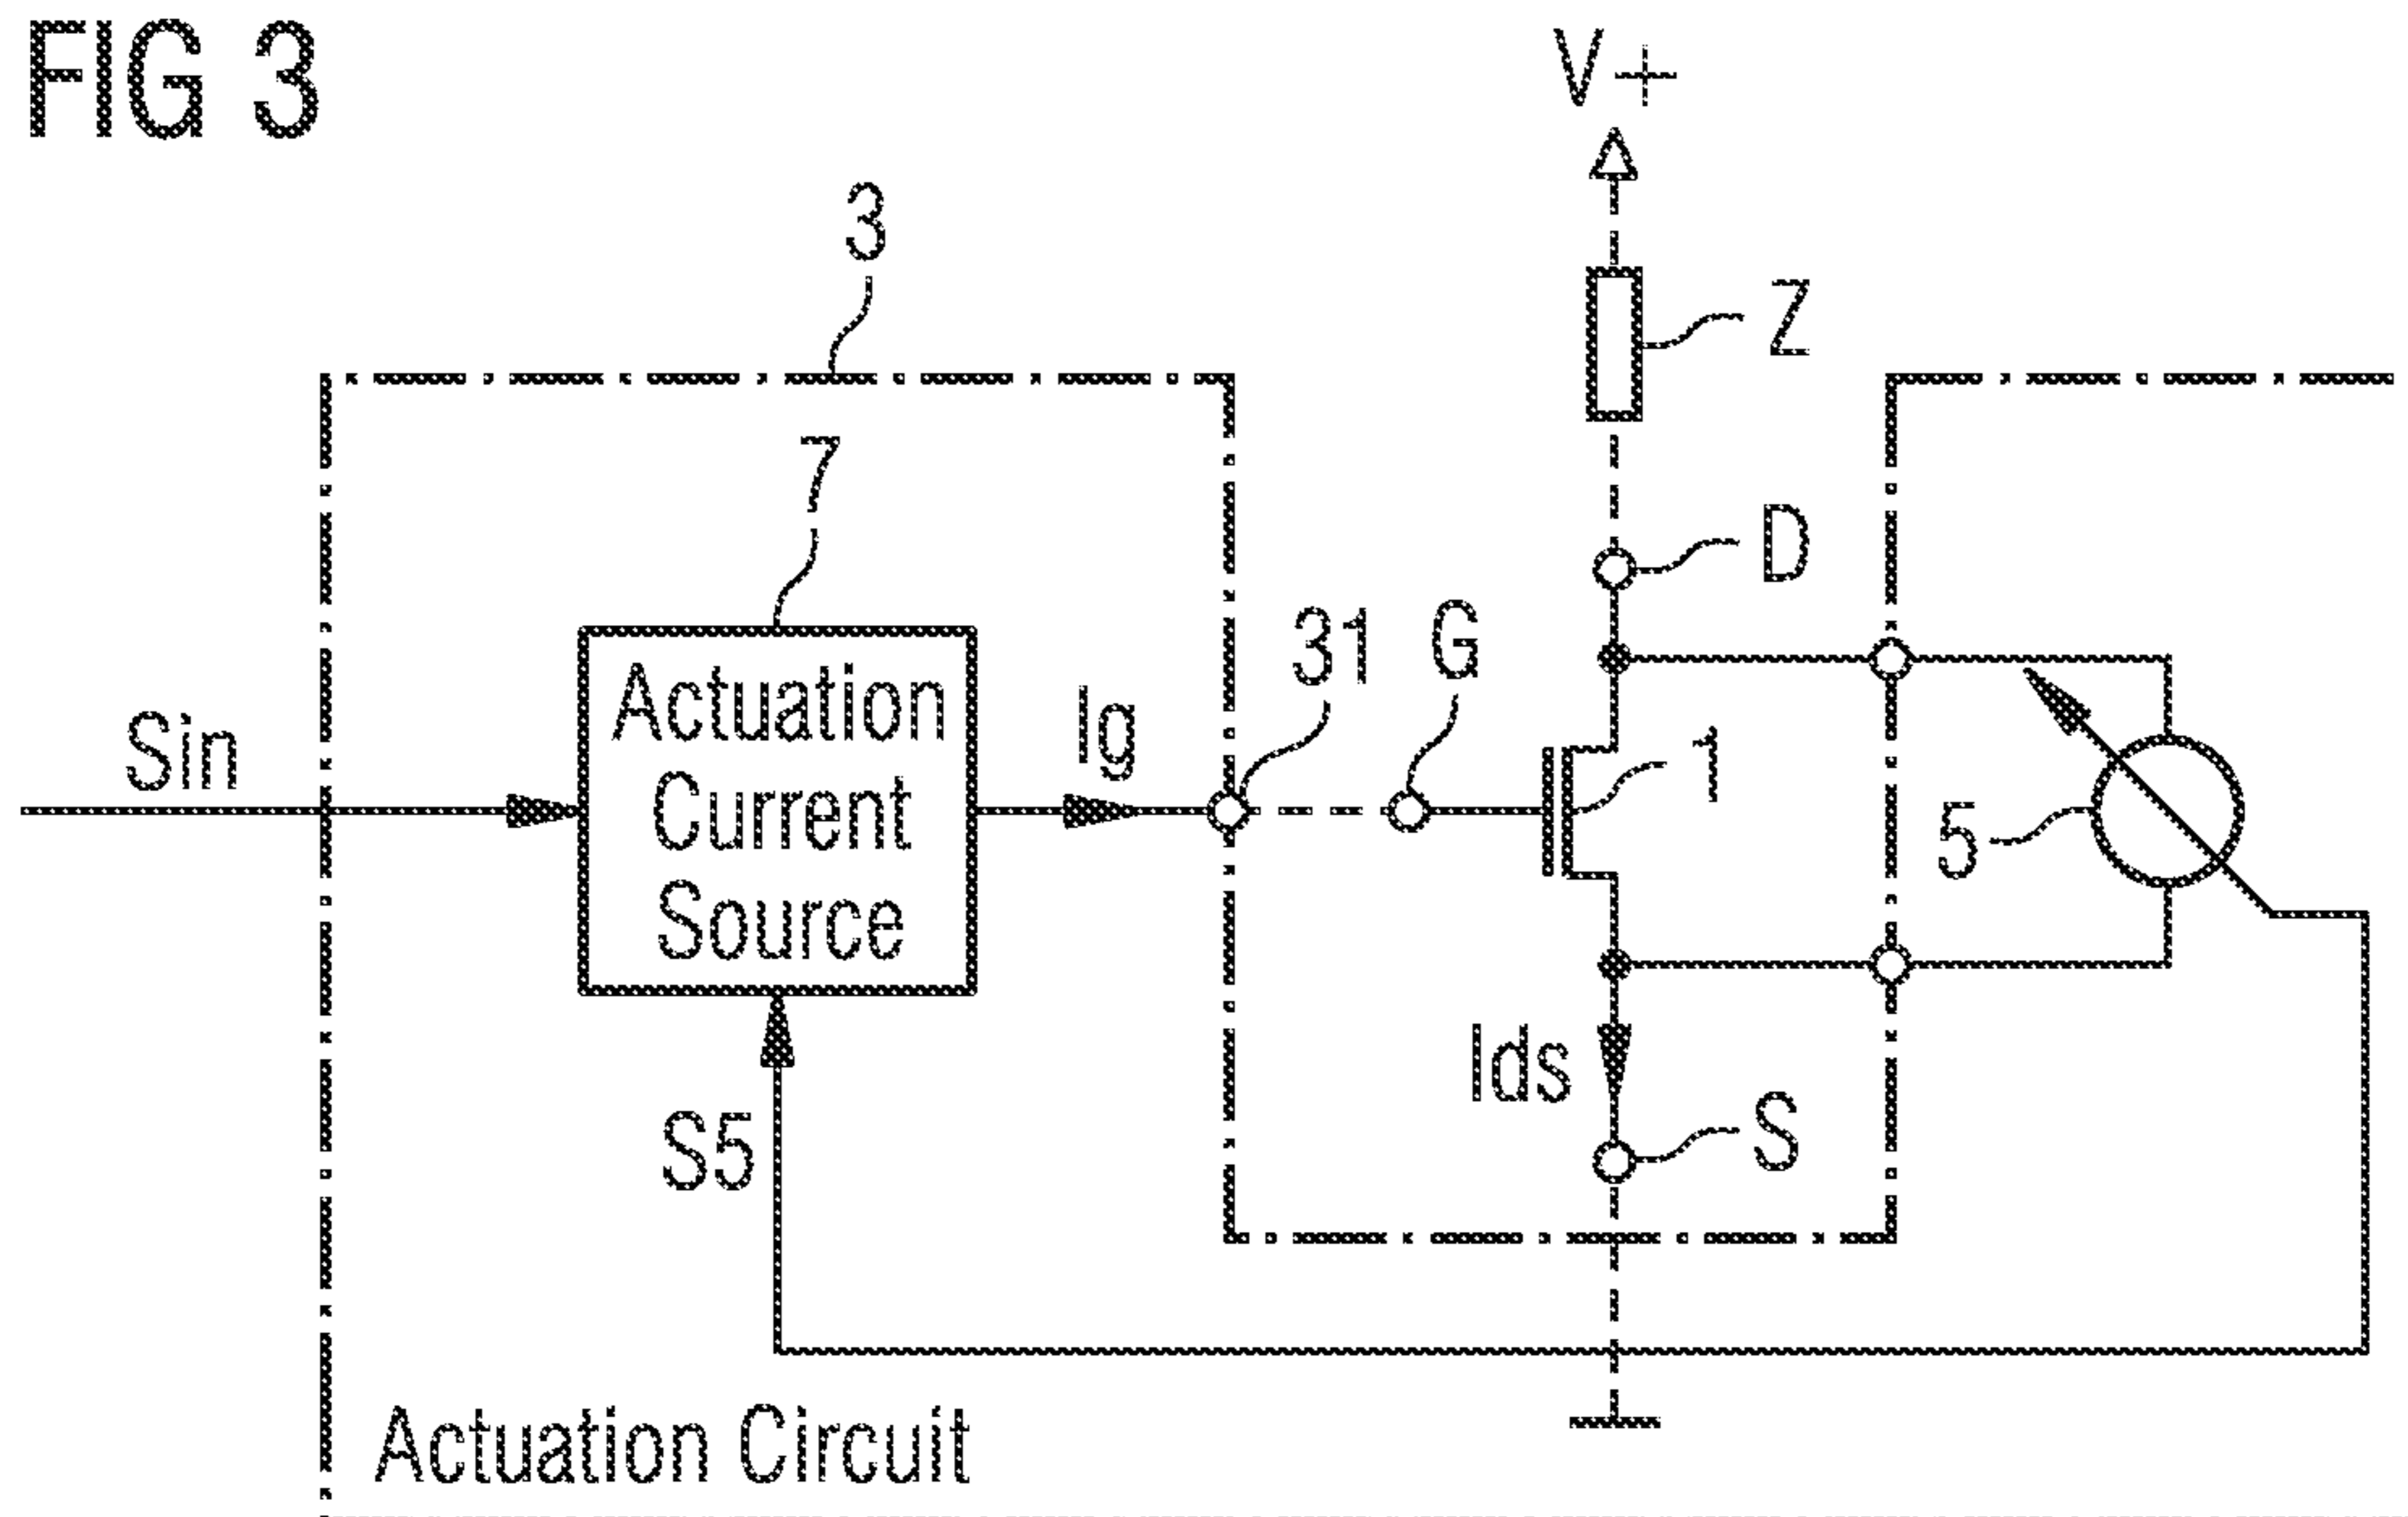 FIG 3
V+
3
Z
7
D
31
G
Actuation
Current
Source
Sin
Ig
1
5
Ids
S5
S
Actuation Circuit